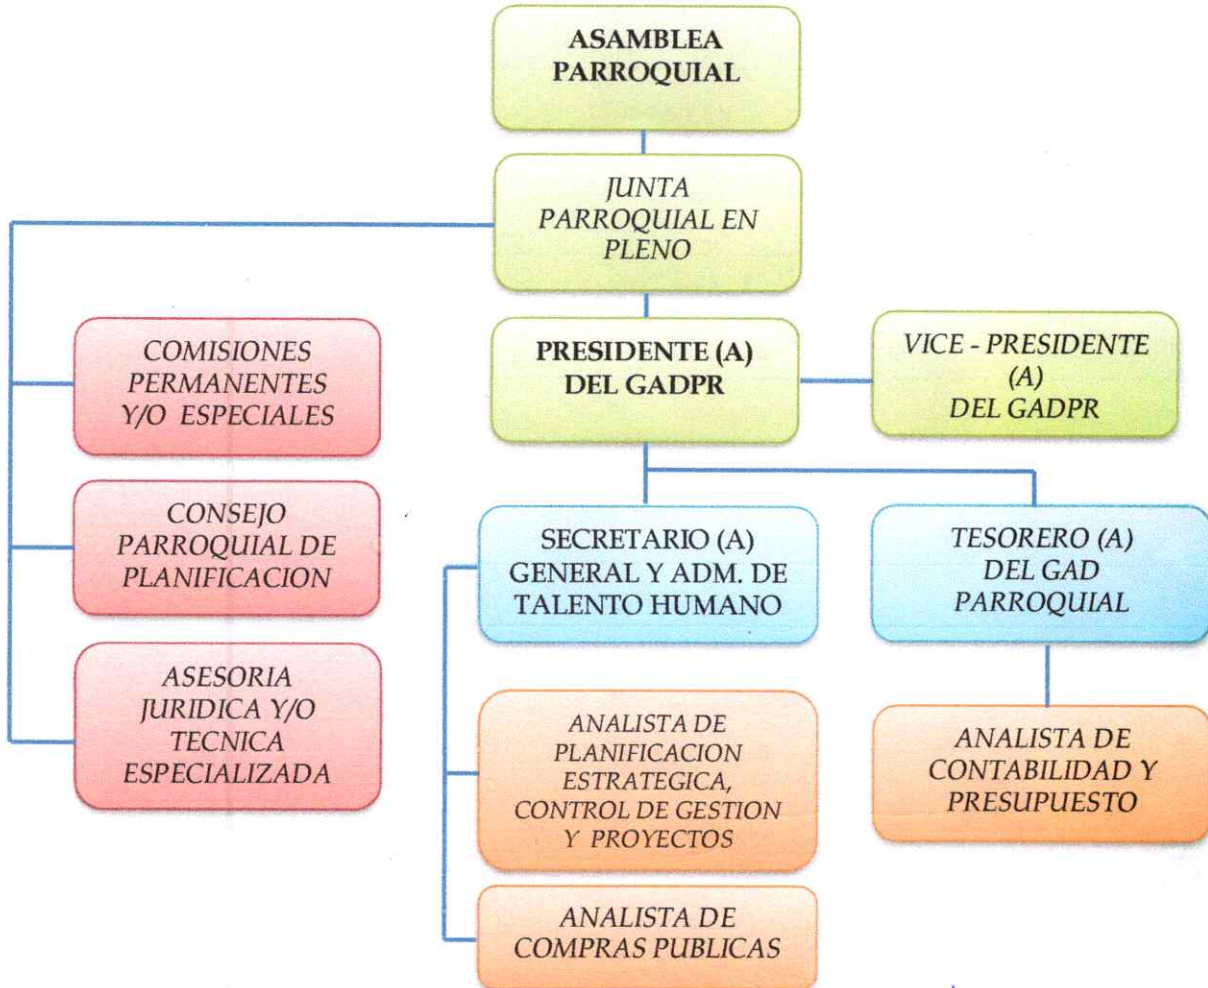 ASAMBLEA
PARROQUIAL
JUNTA
PARROQUIAL EN
PLENO
PRESIDENTE (A)
DEL GADPR
VICE - PRESIDENTE
(A)
DEL GADPR
COMISIONES
PERMANENTES
Y/O ESPECIALES
CONSEJO
PARROQUIAL DE
PLANIFICACION
ASESORIA
JURIDICA Y/O
TECNICA
ESPECIALIZADA
SECRETARIO (A)
GENERAL Y ADM. DE
TALENTO HUMANO
TESORERO (A)
DEL GAD
PARROQUIAL
ANALISTA DE
PLANIFICACION
ESTRATEGICA,
CONTROL DE GESTION
Y PROYECTOS
ANALISTA DE
CONTABILIDAD Y
PRESUPUESTO
ANALISTA DE
COMPRAS PUBLICAS